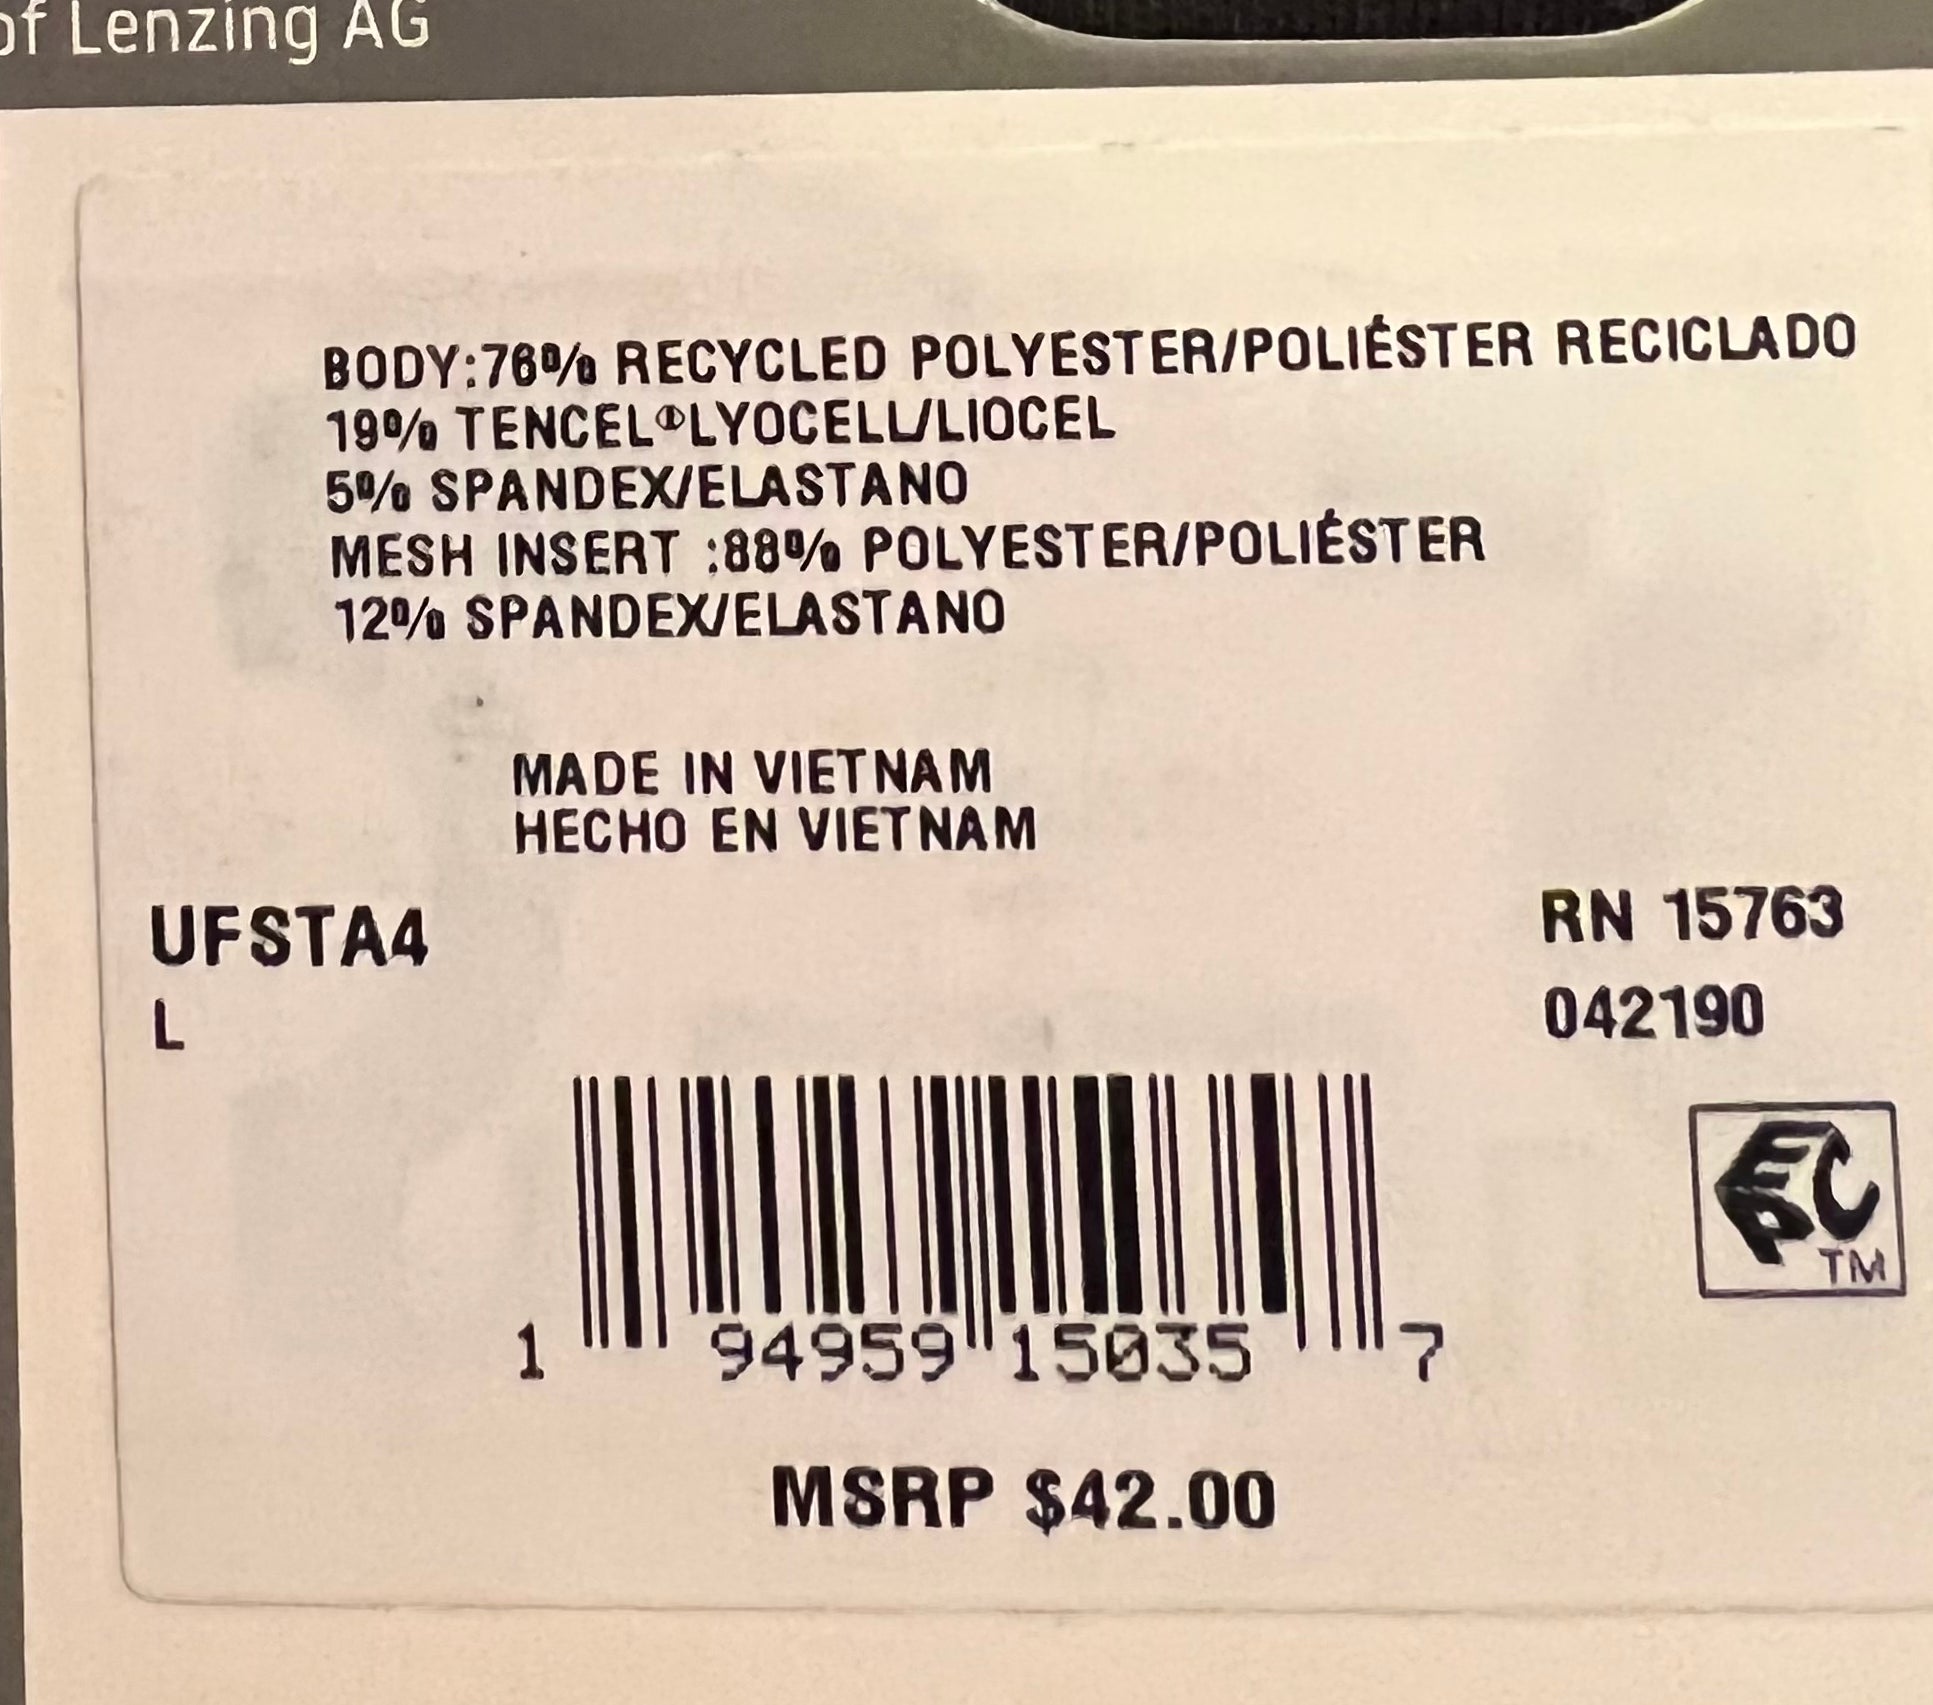 of Lenzing AG
BODY:76% RECYCLED POLYESTER/POLIÉSTER RECICLADO
19% TENCEL®LYOCELL/LIOCEL
5% SPANDEX/ELASTANO
MESH INSERT :88% POLYESTER/POLIÉSTER
12% SPANDEX/ELASTANO
MADE IN VIETNAM
HECHO EN VIETNAM
UFSTA4
RN 15763
L
042190
EPC TM
1 94959 15035 7
MSRP $42.00